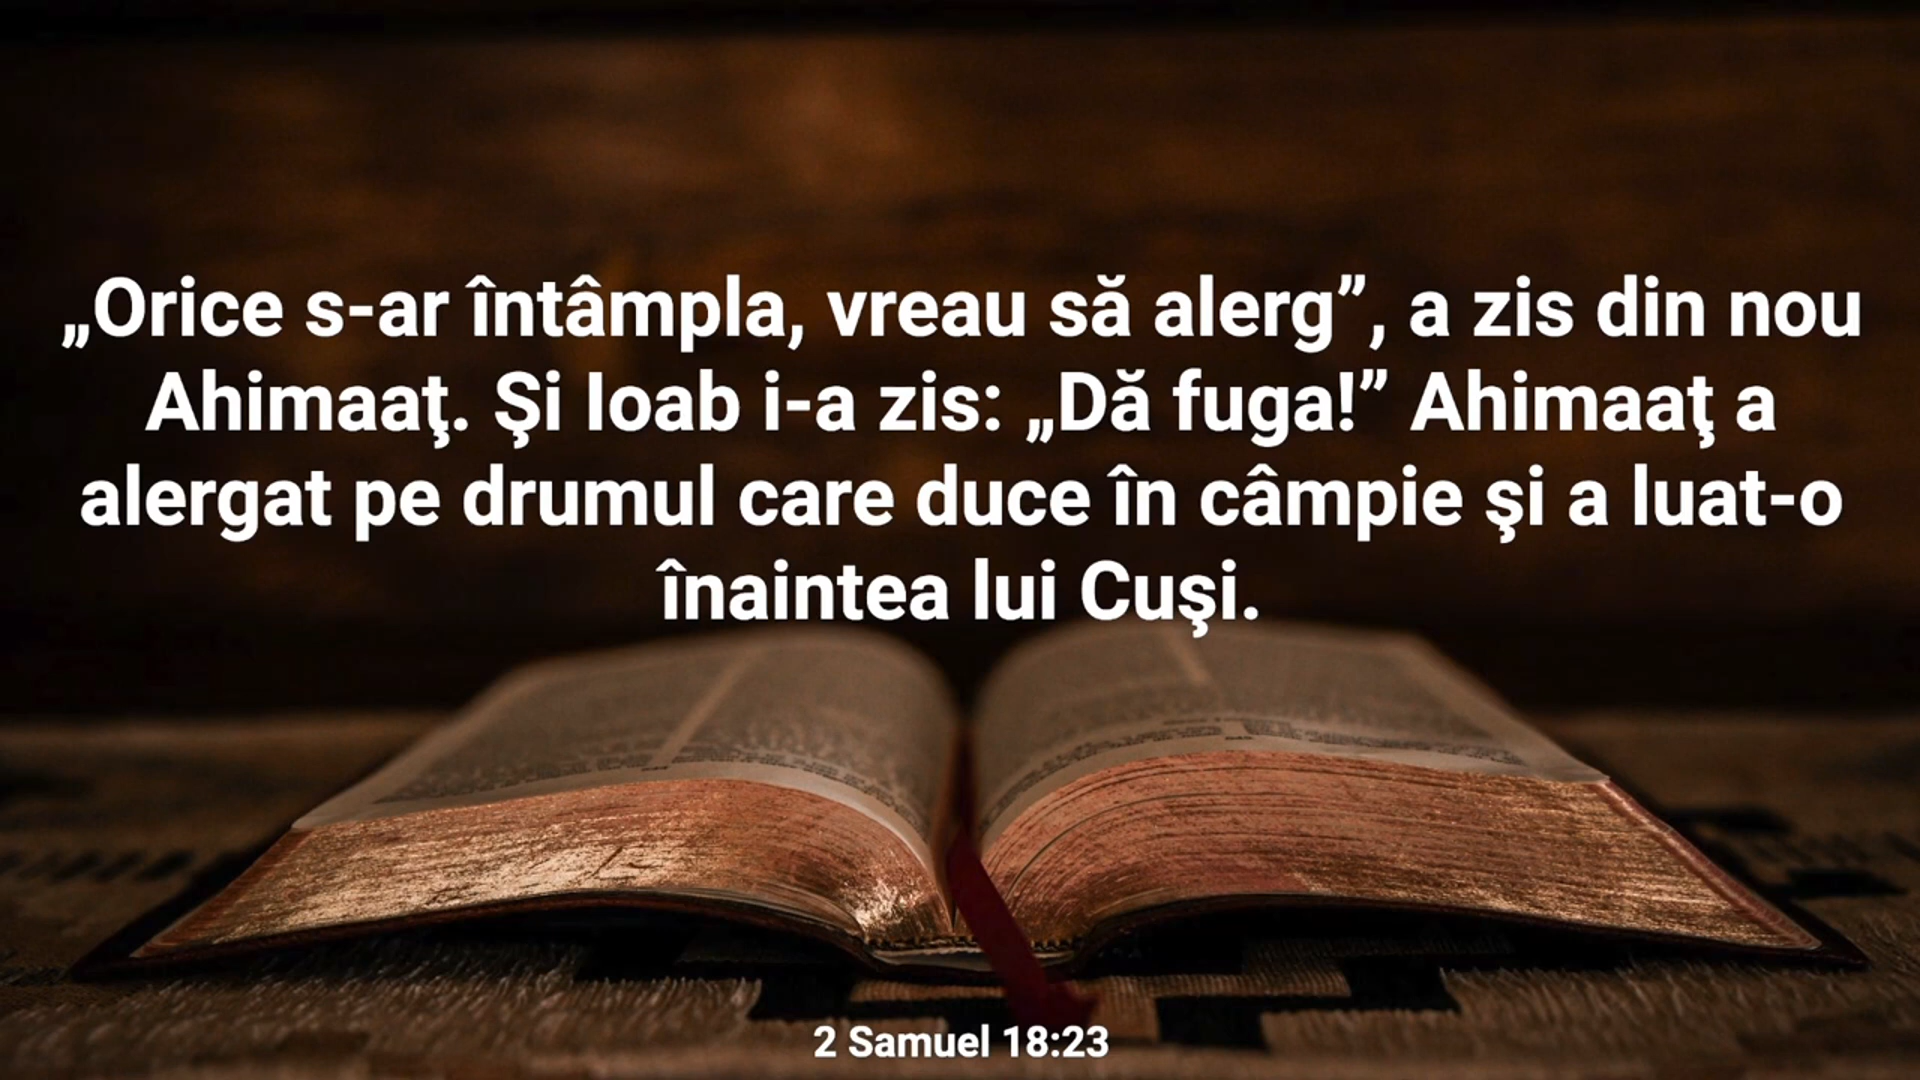 „Orice s-ar întâmpla, vreau să alerg”, a zis din nou
Ahimaaţ. Şi Ioab i-a zis: „Dă fuga!” Ahimaaţ a
alergat pe drumul care duce în câmpie şi a luat-o
înaintea lui Cuşi.
2 Samuel 18:23